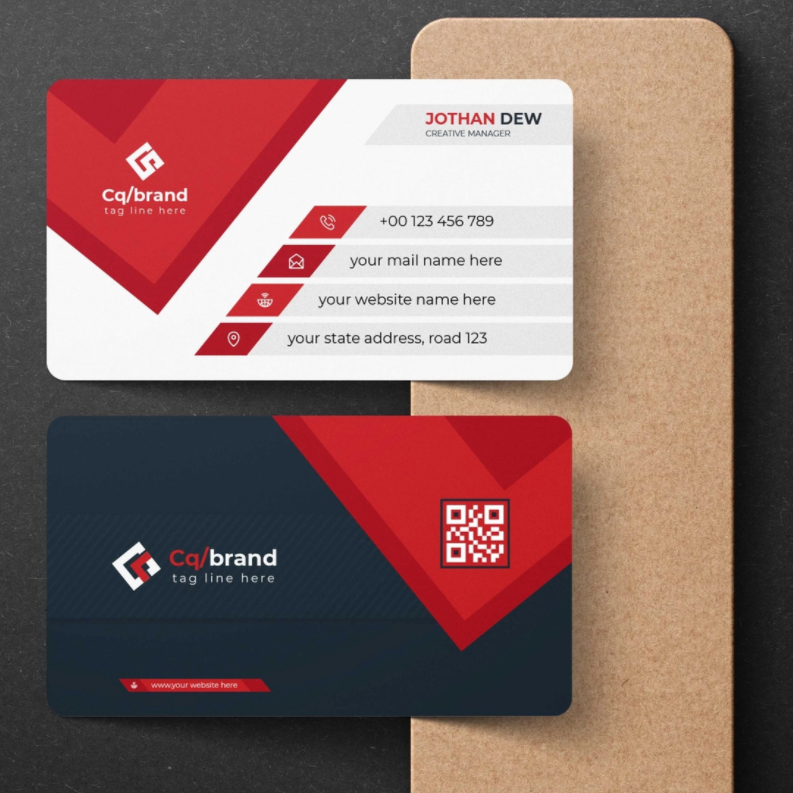 Cq/brand
tag line here
JOTHAN DEW
CREATIVE MANAGER
+00 123 456 789
your mail name here
your website name here
your state address, road 123
Cq/brand
tag line here
www.your website here